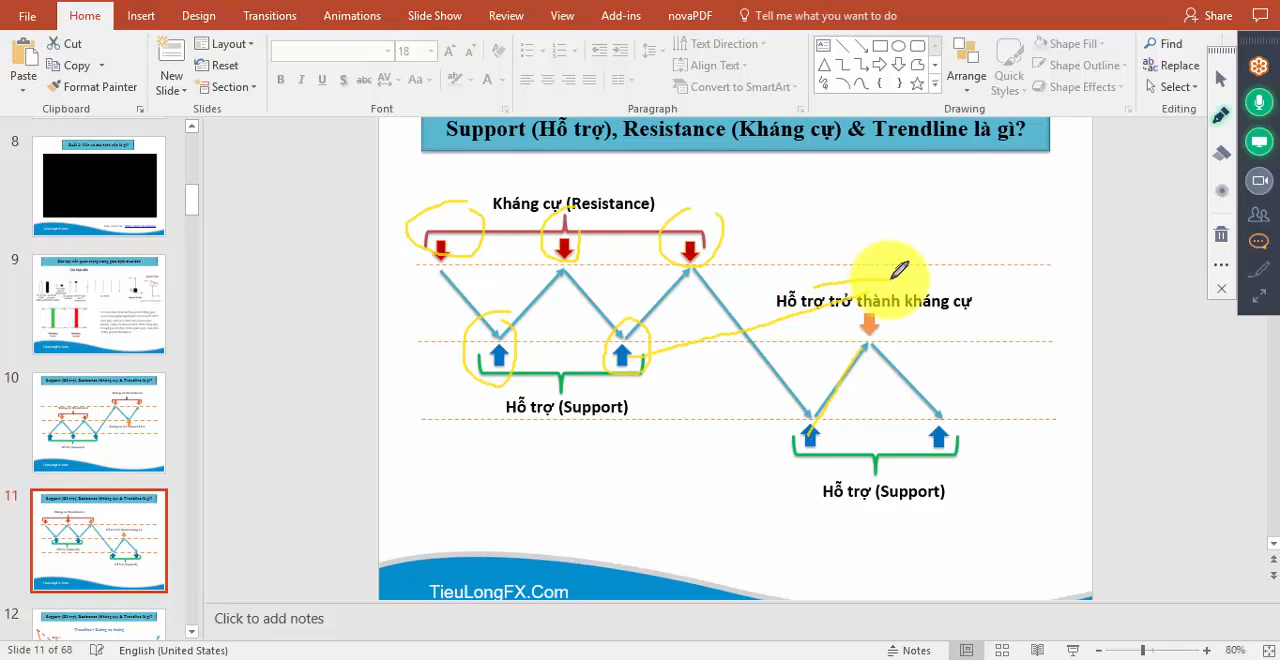 File Home Insert Design Transitions Animations Slide Show Review View Add-ins novaPDF Tell me what you want to do Share
Paste Cut Copy Format Painter
Clipboard
New Slide Layout Reset Section
Slides
18
B I U S abc AV Aa A
Font
Text Direction
Align Text
Convert to SmartArt
Paragraph
Arrange Quick Styles Shape Fill Shape Outline Shape Effects
Drawing
Find
Replace
Select
Editing
8
9
10
11
12
Support (Hỗ trợ), Resistance (Kháng cự) & Trendline là gì?
Kháng cự (Resistance)
Hỗ trợ trở thành kháng cự
Hỗ trợ (Support)
Hỗ trợ (Support)
TieuLongFX.Com
Click to add notes
Slide 11 of 68 English (United States) Notes 80%